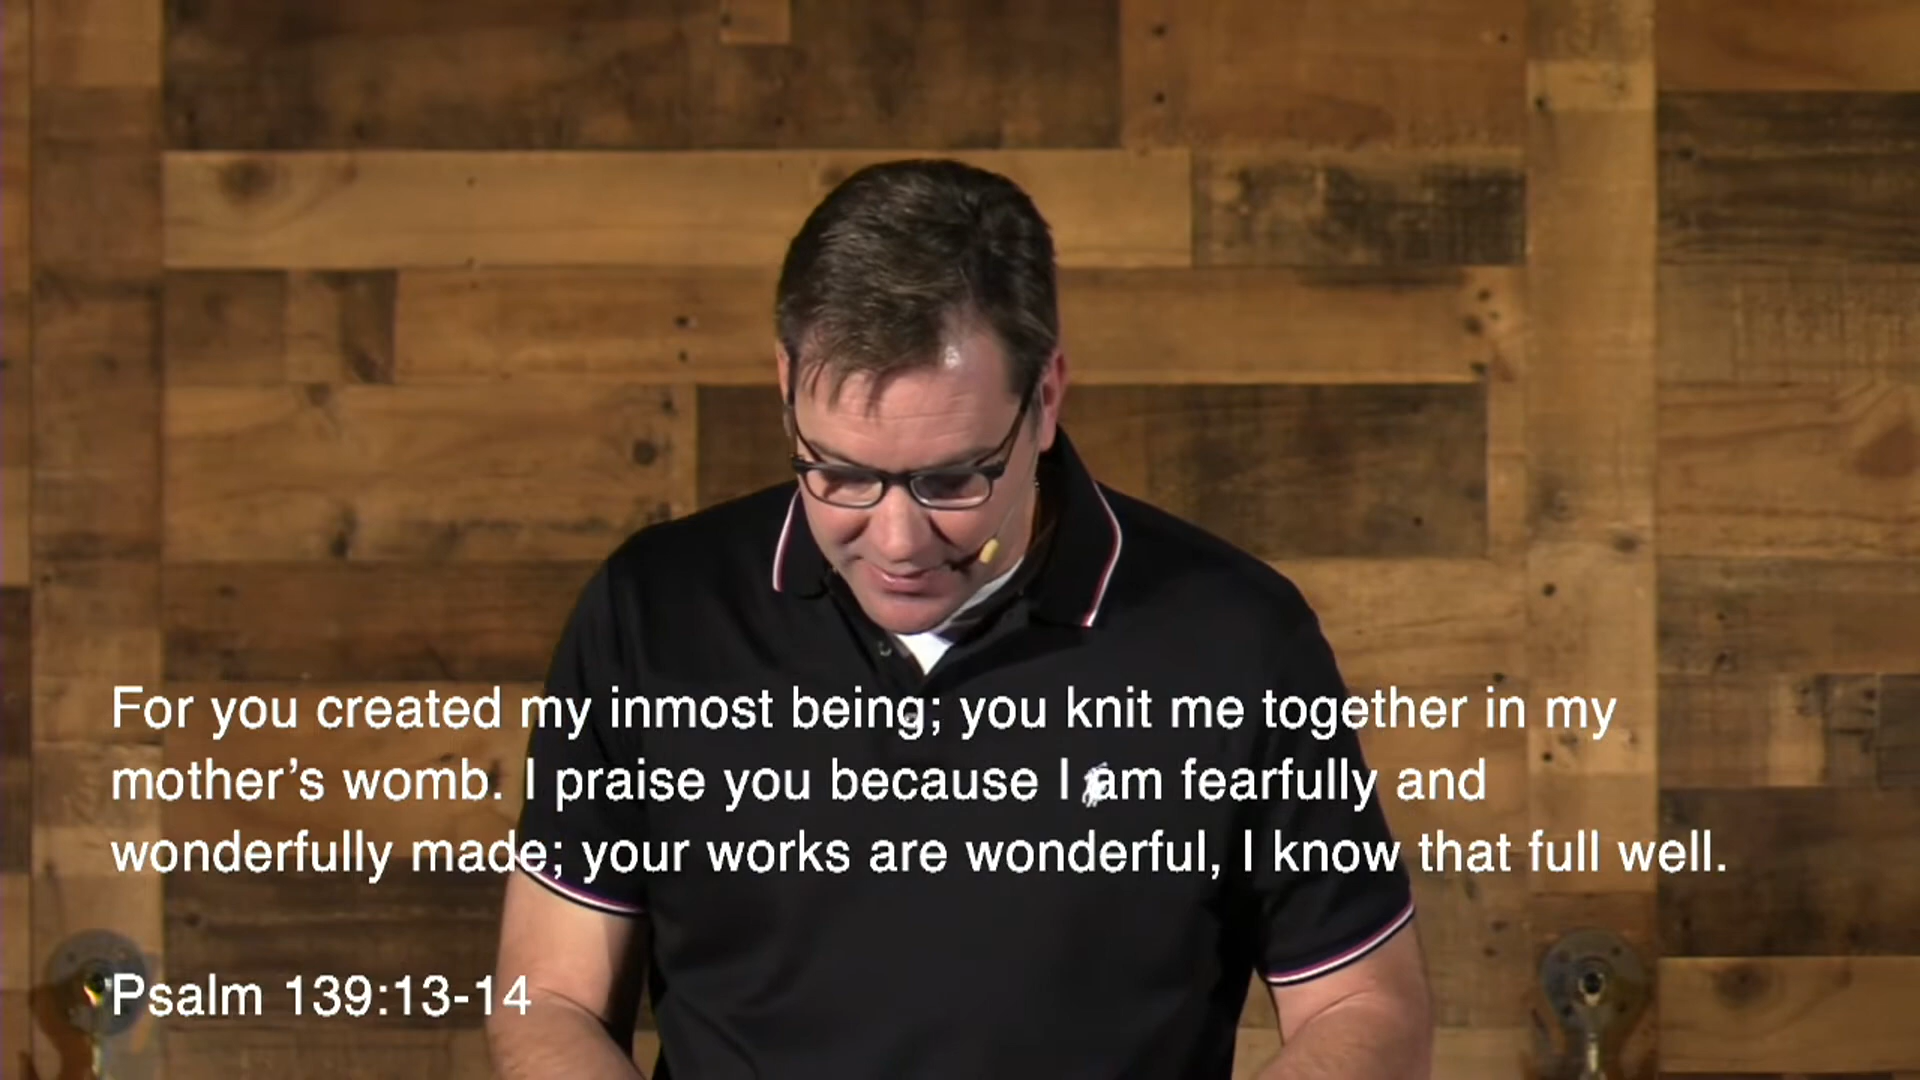 For you created my inmost being; you knit me together in my
mother’s womb. I praise you because I am fearfully and
wonderfully made; your works are wonderful, I know that full well.
Psalm 139:13-14